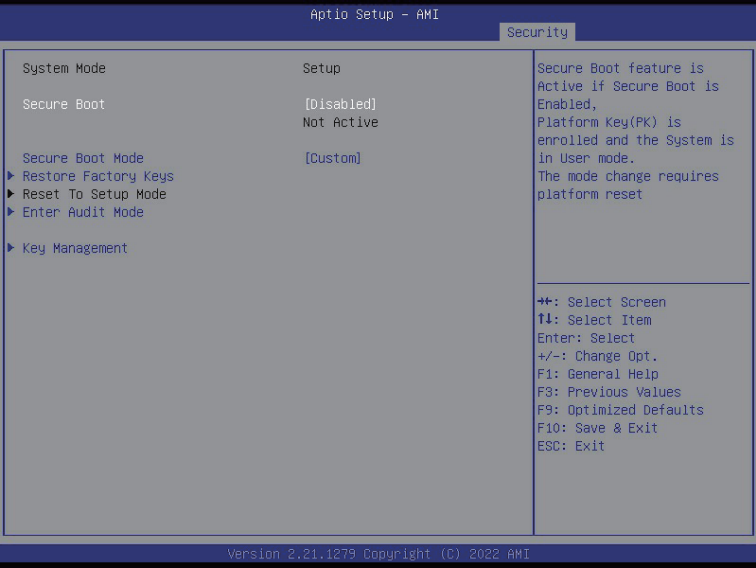 Aptio Setup – AMI
Security
System Mode Setup
Secure Boot [Disabled]
Not Active
Secure Boot Mode [Custom]
▶ Restore Factory Keys
▶ Reset To Setup Mode
▶ Enter Audit Mode
▶ Key Management
Secure Boot feature is
Active if Secure Boot is
Enabled,
Platform Key(PK) is
enrolled and the System is
in User mode.
The mode change requires
platform reset
→←: Select Screen
↑↓: Select Item
Enter: Select
+/-: Change Opt.
F1: General Help
F3: Previous Values
F9: Optimized Defaults
F10: Save & Exit
ESC: Exit
Version 2.21.1279 Copyright (C) 2022 AMI